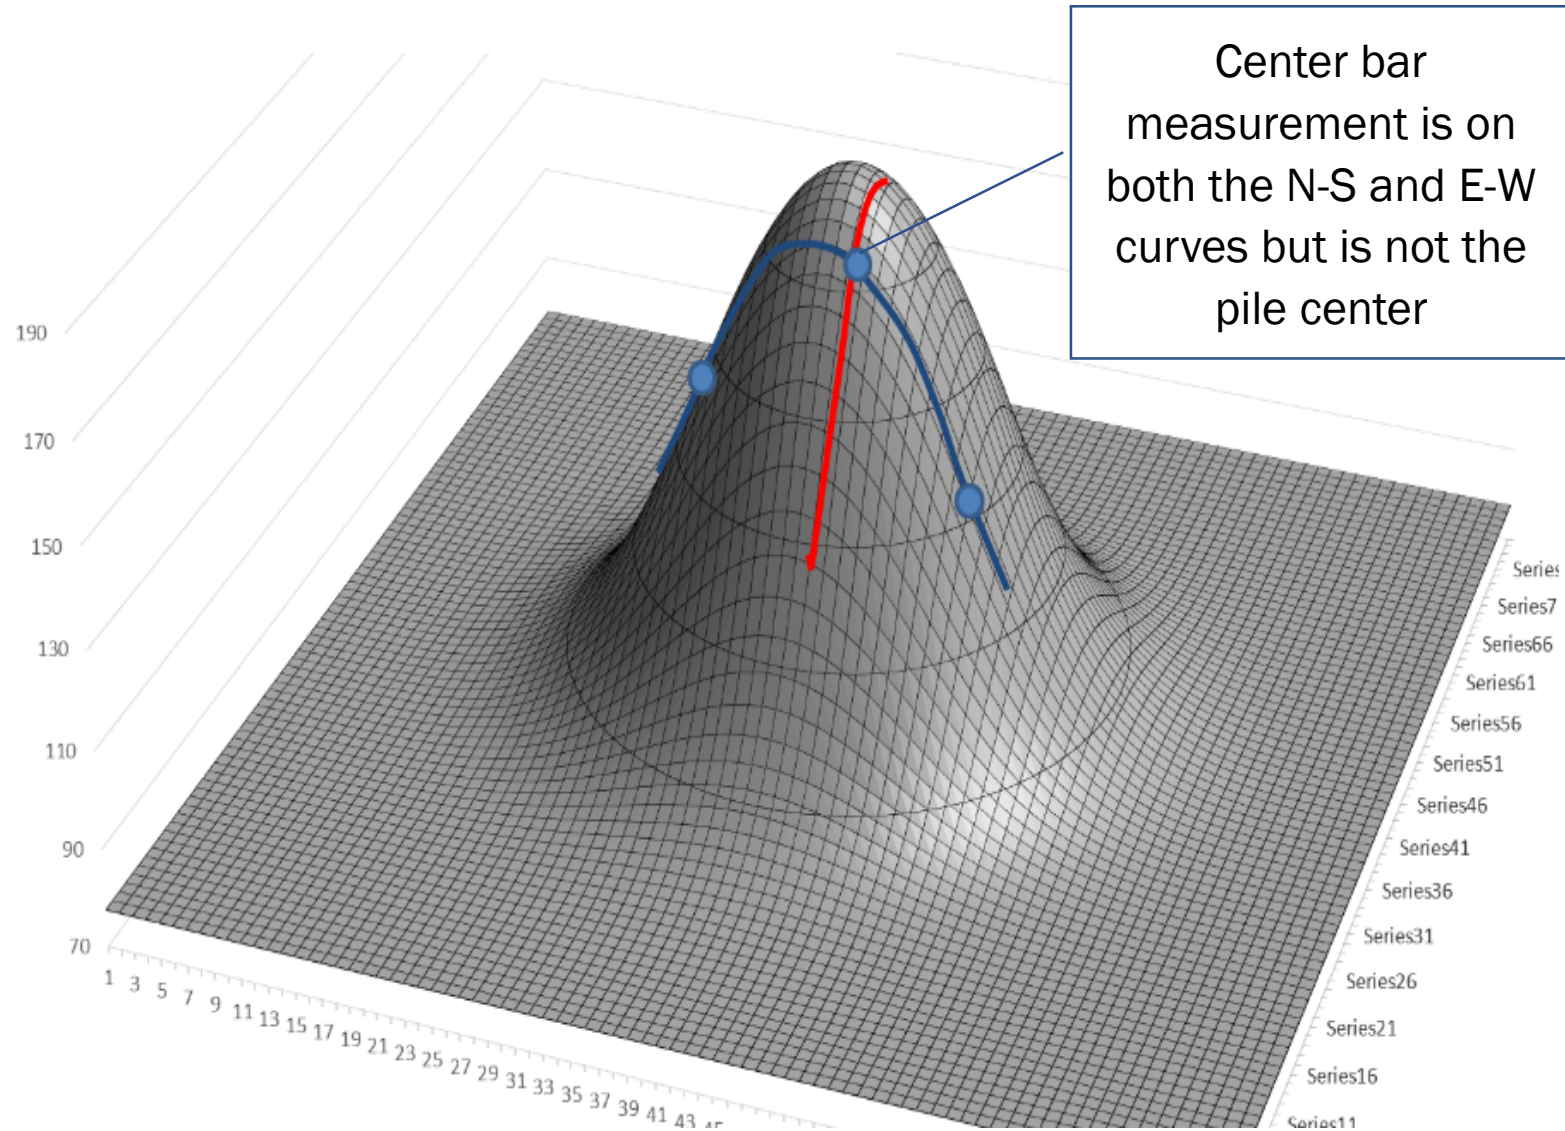 Center bar
measurement is on
both the N-S and E-W
curves but is not the
pile center
190
170
150
130
110
90
70
1 3 5 7 9 11 13 15 17 19 21 23 25 27 29 31 33 35 37 39 41 43 45
Series
Series7
Series66
Series61
Series56
Series51
Series46
Series41
Series36
Series31
Series26
Series21
Series16
Series11